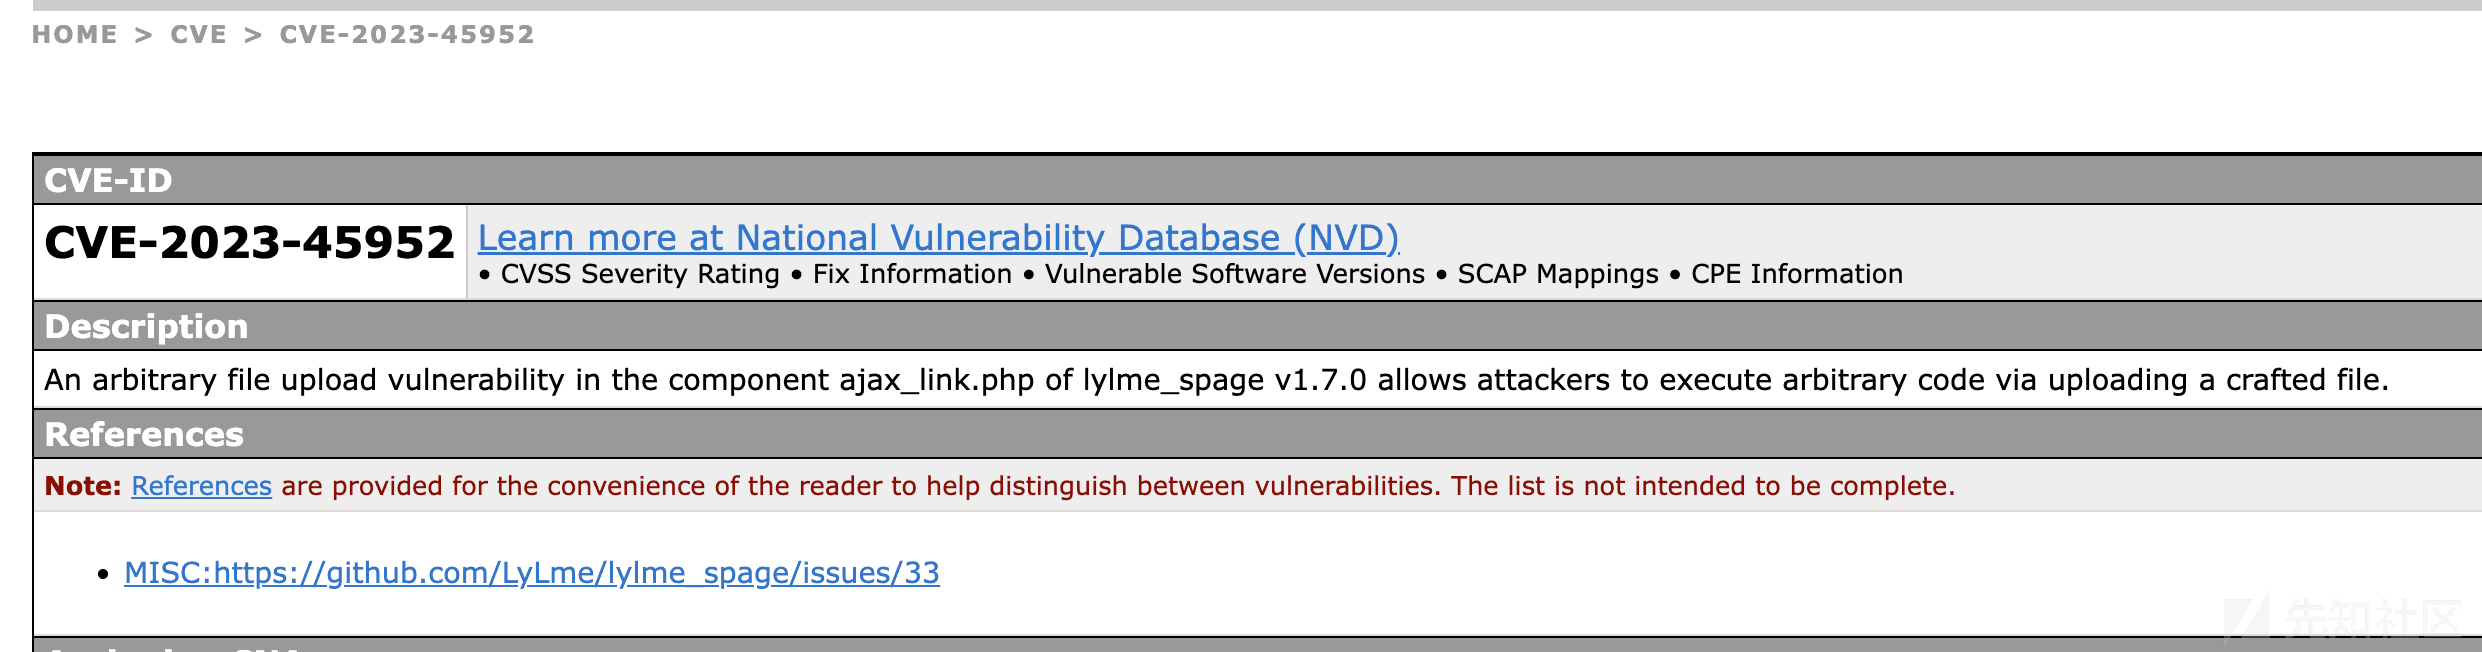 HOME > CVE > CVE-2023-45952
CVE-ID
CVE-2023-45952
Learn more at National Vulnerability Database (NVD)
• CVSS Severity Rating • Fix Information • Vulnerable Software Versions • SCAP Mappings • CPE Information
Description
An arbitrary file upload vulnerability in the component ajax_link.php of lylme_spage v1.7.0 allows attackers to execute arbitrary code via uploading a crafted file.
References
Note: References are provided for the convenience of the reader to help distinguish between vulnerabilities. The list is not intended to be complete.
• MISC:https://github.com/LyLme/lylme_spage/issues/33
先知社区